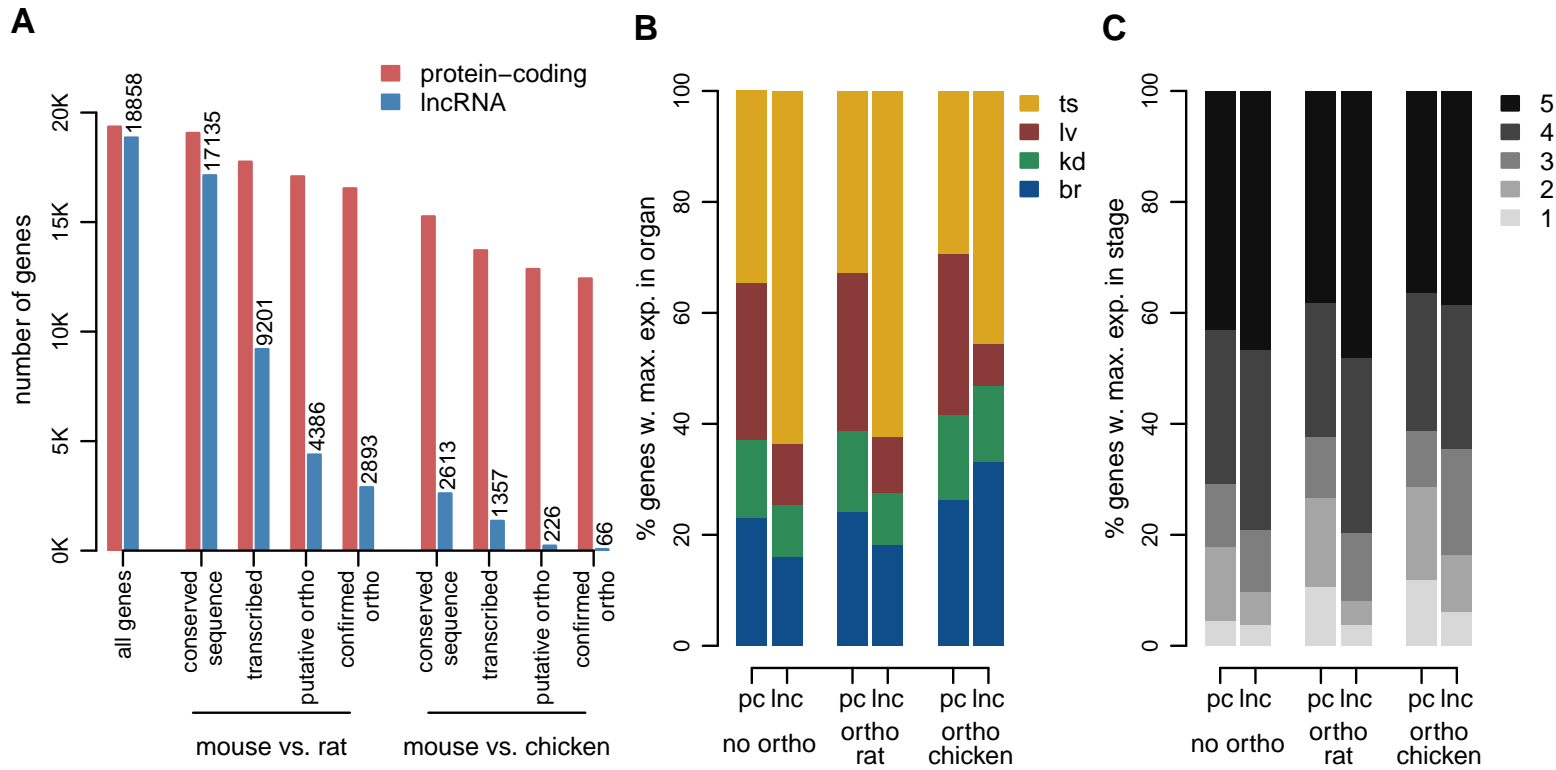 A
protein−coding
lncRNA
number of genes
0K
5K
10K
15K
20K
18858
17135
9201
4386
2893
2613
1357
226
66
all genes
conserved
sequence
transcribed
putative ortho
confirmed
ortho
conserved
sequence
transcribed
putative ortho
confirmed
ortho
mouse vs. rat
mouse vs. chicken
B
% genes w. max. exp. in organ
0
20
40
60
80
100
ts
lv
kd
br
pc lnc
no ortho
pc lnc
ortho
rat
pc lnc
ortho
chicken
C
% genes w. max. exp. in stage
0
20
40
60
80
100
5
4
3
2
1
pc lnc
no ortho
pc lnc
ortho
rat
pc lnc
ortho
chicken